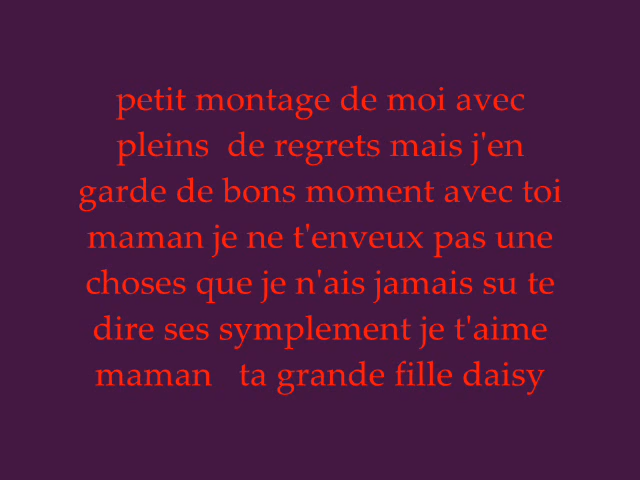 petit montage de moi avec
pleins  de regrets mais j'en
garde de bons moment avec toi
maman je ne t'enveux pas une
choses que je n'ais jamais su te
dire ses symplement je t'aime
maman   ta grande fille daisy